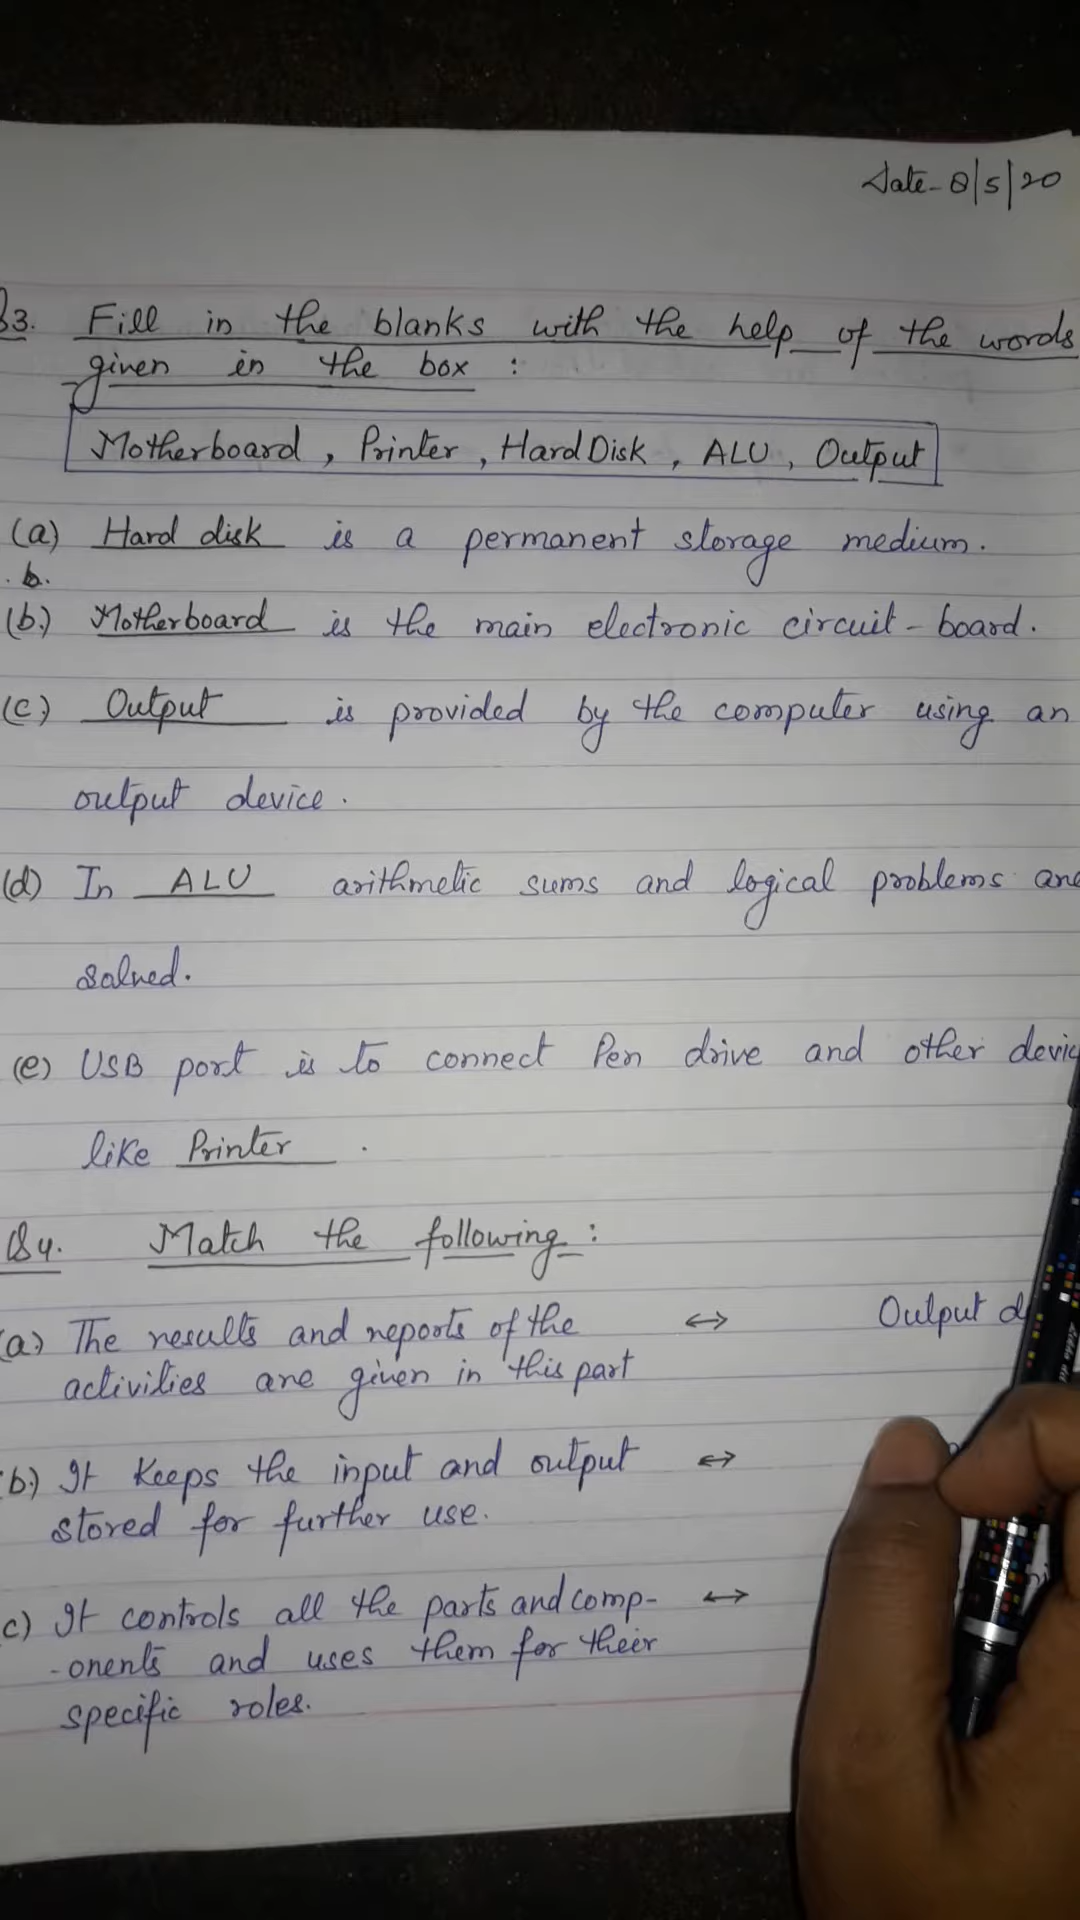 Date - 8/5/20
Q3. Fill in the blanks with the help of the words
given in the box :
Motherboard , Printer , Hard Disk , ALU , Output
(a) Hard disk is a permanent storage medium.
. b.
(b.) Motherboard is the main electronic circuit - board.
(c.) Output is provided by the computer using an
output device .
(d) In ALU arithmetic sums and logical problems are
solved.
(e) USB port is to connect Pen drive and other
like Printer .
Q4. Match the following :
(a) The results and reports of the ↔ Output
activities are given in this part
(b.) It keeps the input and output ↔
stored for further use.
(c) It controls all the parts and comp- ↔
-onents and uses them for their
specific roles.